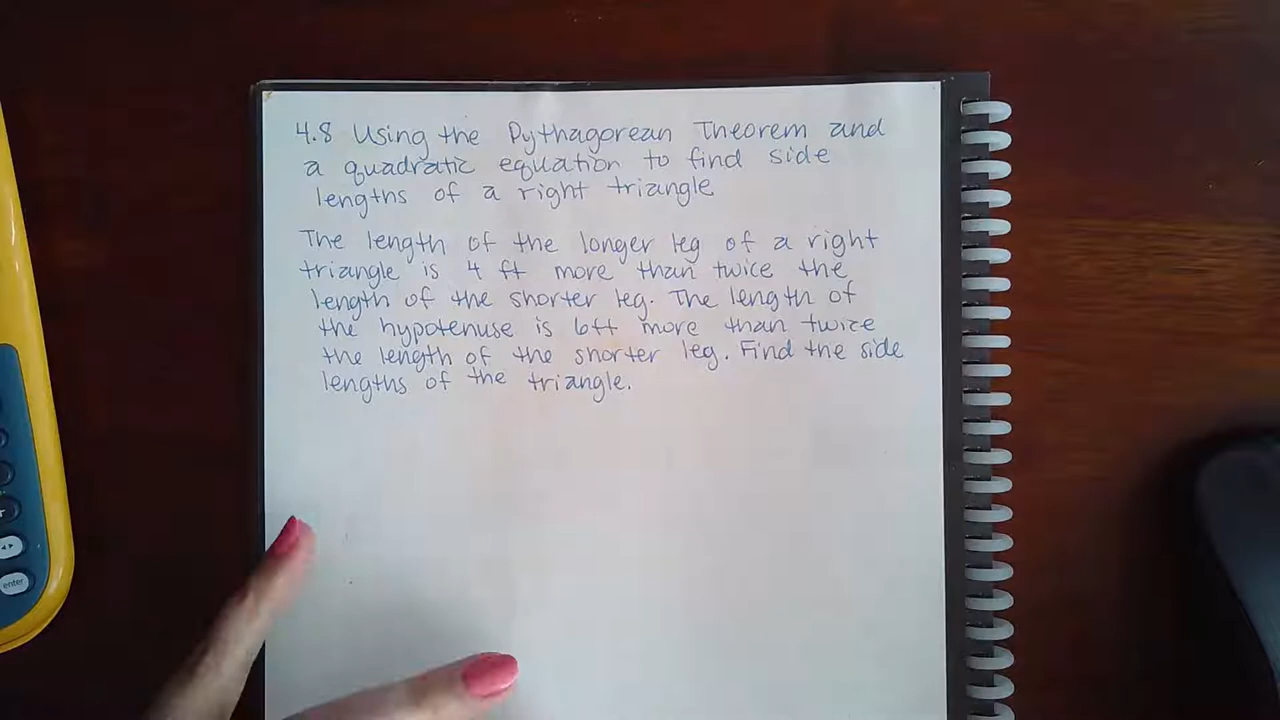 4.8 Using the Pythagorean Theorem and
a quadratic equation to find side
lengths of a right triangle
The length of the longer leg of a right
triangle is 4 ft more than twice the
length of the shorter leg. The length of
the hypotenuse is 6ft more than twice
the length of the shorter leg. Find the side
lengths of the triangle.
enter